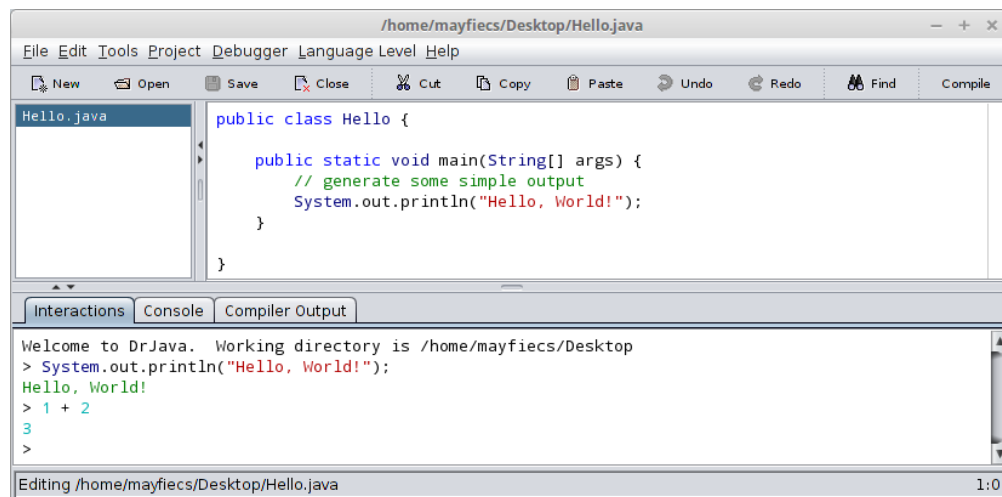 /home/mayfiecs/Desktop/Hello.java
File Edit Tools Project Debugger Language Level Help
New Open Save Close Cut Copy Paste Undo Redo Find Compile
Hello.java
public class Hello {
public static void main(String[] args) {
// generate some simple output
System.out.println("Hello, World!");
}
}
Interactions Console Compiler Output
Welcome to DrJava.  Working directory is /home/mayfiecs/Desktop
> System.out.println("Hello, World!");
Hello, World!
> 1 + 2
3
>
Editing /home/mayfiecs/Desktop/Hello.java 1:0